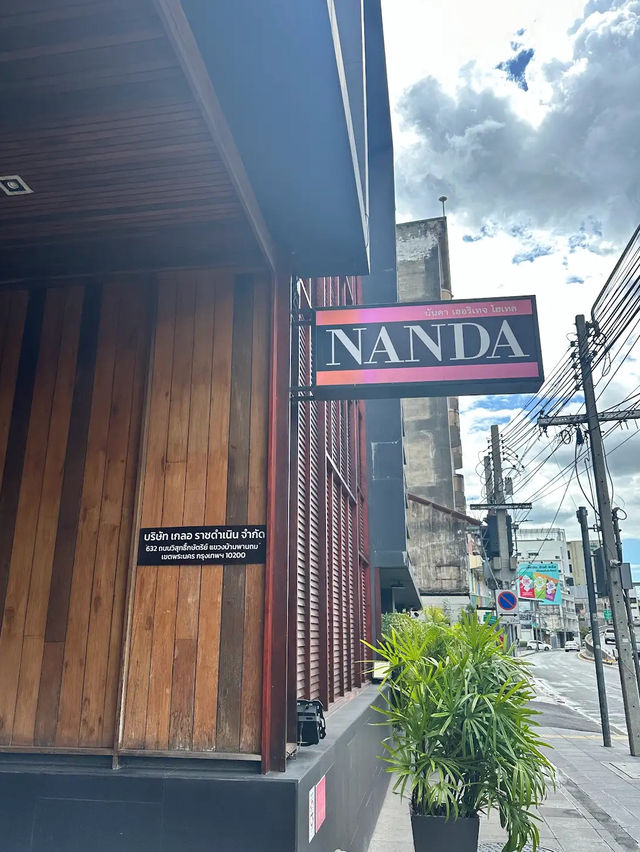 นันดา เฮอริเทจ โฮเทล
NANDA
บริษัท เกลอ ราชดำเนิน จำกัด
632 ถนนวิสุทธิ์กษัตริย์ แขวงบ้านพานถม
เขตพระนคร กรุงเทพฯ 10200